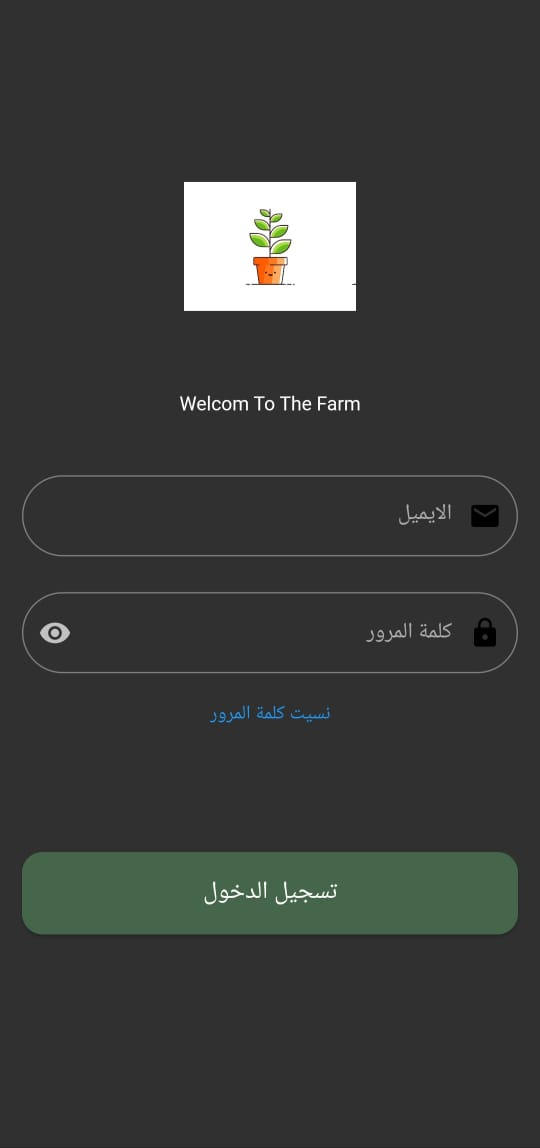 Welcom To The Farm
الايميل
كلمة المرور
نسيت كلمة المرور
تسجيل الدخول